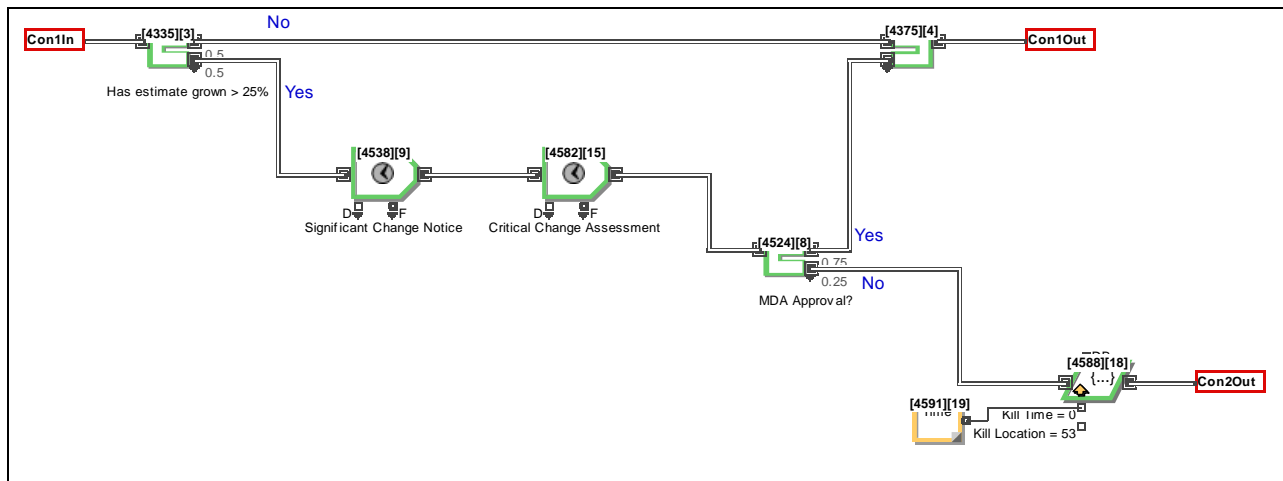 No
Con1In
[4335][3]
[4375][4]
Con1Out
0.5
0.5
Has estimate grown > 25%
Yes
[4538][9]
[4582][15]
D
F
D
F
Significant Change Notice
Critical Change Assessment
[4524][8]
Yes
0.75
0.25
No
MDA Approval?
[4588][18]
{...}
Con2Out
[4591][19]
Time
Kill Time = 0
Kill Location = 53